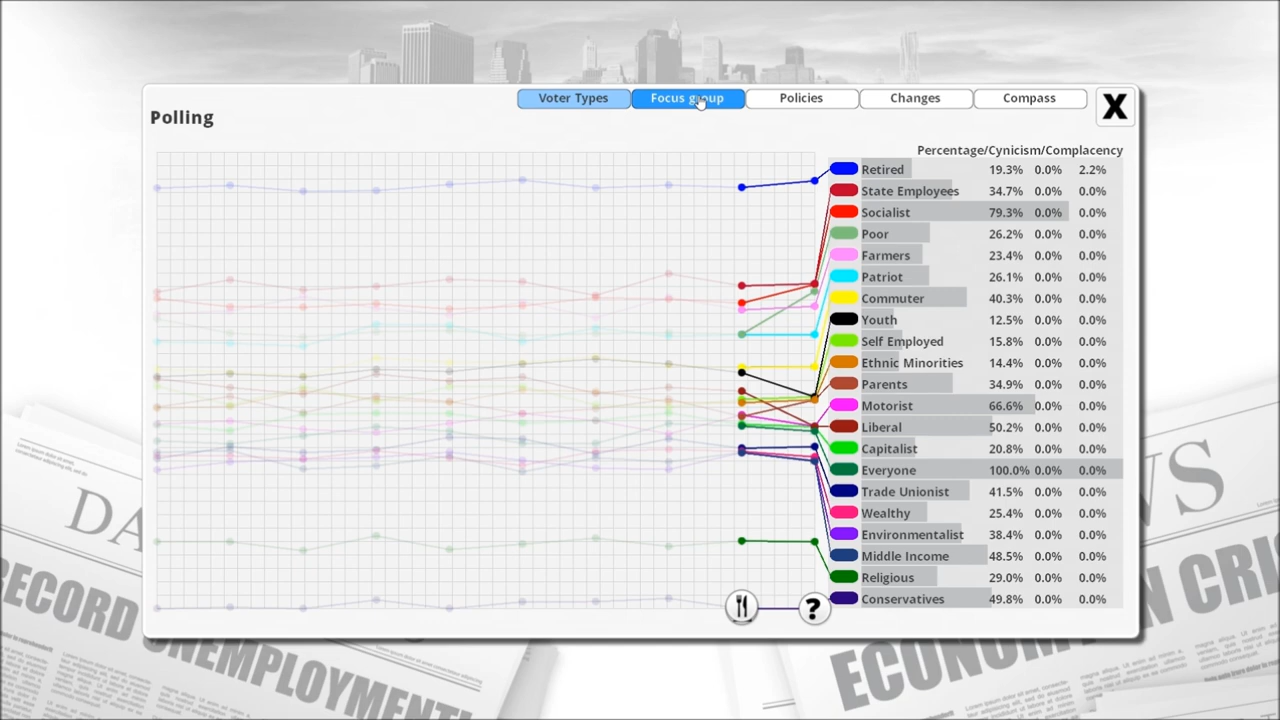 Voter Types
Focus group
Policies
Changes
Compass
X
Polling
Percentage/Cynicism/Complacency
Retired 19.3% 0.0% 2.2%
State Employees 34.7% 0.0% 0.0%
Socialist 79.3% 0.0% 0.0%
Poor 26.2% 0.0% 0.0%
Farmers 23.4% 0.0% 0.0%
Patriot 26.1% 0.0% 0.0%
Commuter 40.3% 0.0% 0.0%
Youth 12.5% 0.0% 0.0%
Self Employed 15.8% 0.0% 0.0%
Ethnic Minorities 14.4% 0.0% 0.0%
Parents 34.9% 0.0% 0.0%
Motorist 66.6% 0.0% 0.0%
Liberal 50.2% 0.0% 0.0%
Capitalist 20.8% 0.0% 0.0%
Everyone 100.0% 0.0% 0.0%
Trade Unionist 41.5% 0.0% 0.0%
Wealthy 25.4% 0.0% 0.0%
Environmentalist 38.4% 0.0% 0.0%
Middle Income 48.5% 0.0% 0.0%
Religious 29.0% 0.0% 0.0%
Conservatives 49.8% 0.0% 0.0%
?
DA
WS
RECORD
UNEMPLOYMENT
ECONOM
N CRI